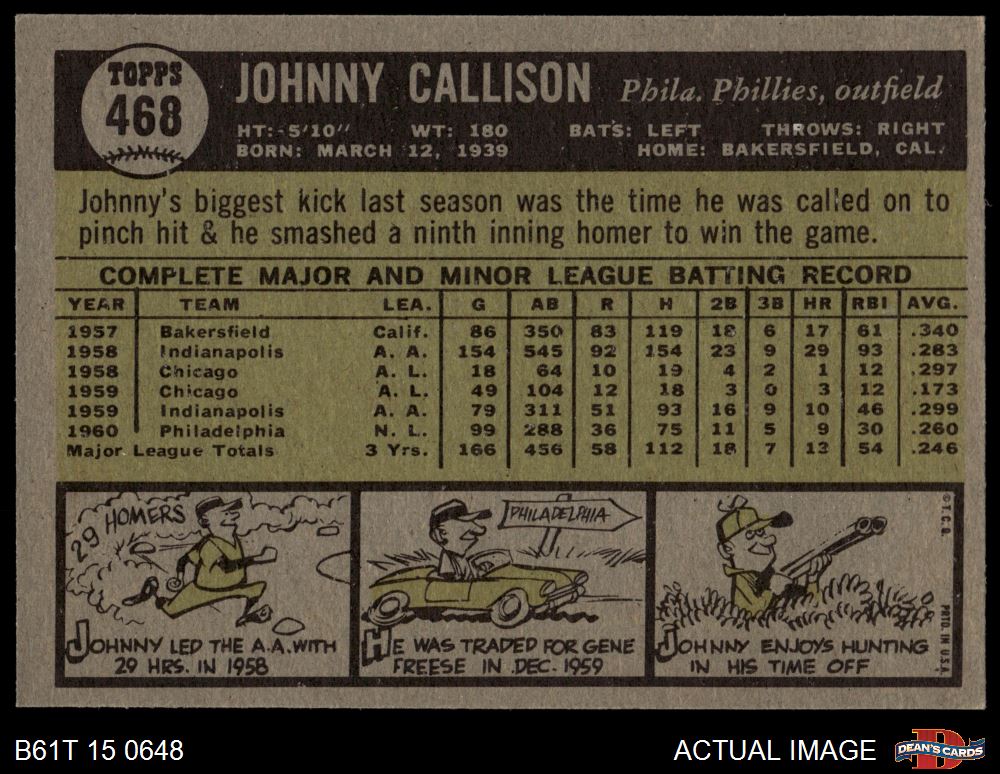 TOPPS
468
JOHNNY CALLISON Phila. Phillies, outfield
HT: 5'10" WT: 180 BATS: LEFT THROWS: RIGHT
BORN: MARCH 12, 1939 HOME: BAKERSFIELD, CAL.
Johnny's biggest kick last season was the time he was called on to
pinch hit & he smashed a ninth inning homer to win the game.
COMPLETE MAJOR AND MINOR LEAGUE BATTING RECORD
YEAR TEAM LEA. G AB R H 2B 3B HR RBI AVG.
1957 Bakersfield Calif. 86 350 83 119 18 6 17 61 .340
1958 Indianapolis A. A. 154 545 92 154 23 9 29 93 .283
1958 Chicago A. L. 18 64 10 19 4 2 1 12 .297
1959 Chicago A. L. 49 104 12 18 3 0 3 12 .173
1959 Indianapolis A. A. 79 311 51 93 16 9 10 46 .299
1960 Philadelphia N. L. 99 288 36 75 11 5 9 30 .260
Major League Totals 3 Yrs. 166 456 58 112 18 7 13 54 .246
29 HOMERS
JOHNNY LED THE A.A. WITH
29 HRS. IN 1958
PHILADELPHIA
HE WAS TRADED FOR GENE
FREESE IN DEC. 1959
JOHNNY ENJOYS HUNTING
IN HIS TIME OFF
© T.C.G. PRTD IN U.S.A.
B61T 15 0648 ACTUAL IMAGE
D
DEAN'S CARDS